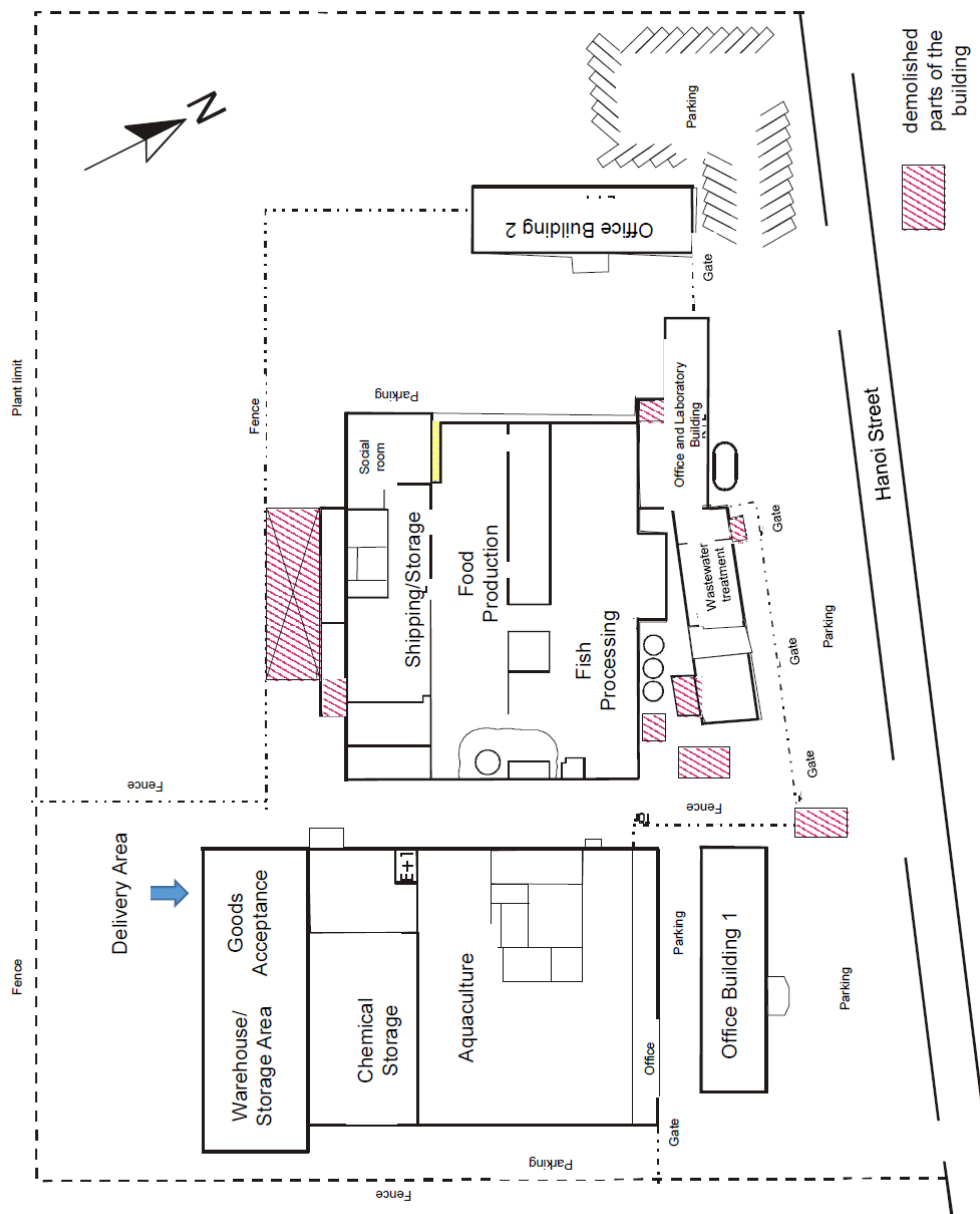 Plant limit
N
Parking
demolished
parts of the
building
Office Building 2
Gate
Hanoi Street
Fence
Parking
Social
room
Office and Laboratory
Building
Shipping/Storage
Food
Production
Fish
Processing
Wastewater
treatment
Gate
Gate
Parking
Gate
Fence
Fence
Delivery Area
Goods
Acceptance
Warehouse/
Storage Area
E+1
Chemical
Storage
Aquaculture
Office
Parking
Office Building 1
Parking
Fence
Gate
Parking
Fence